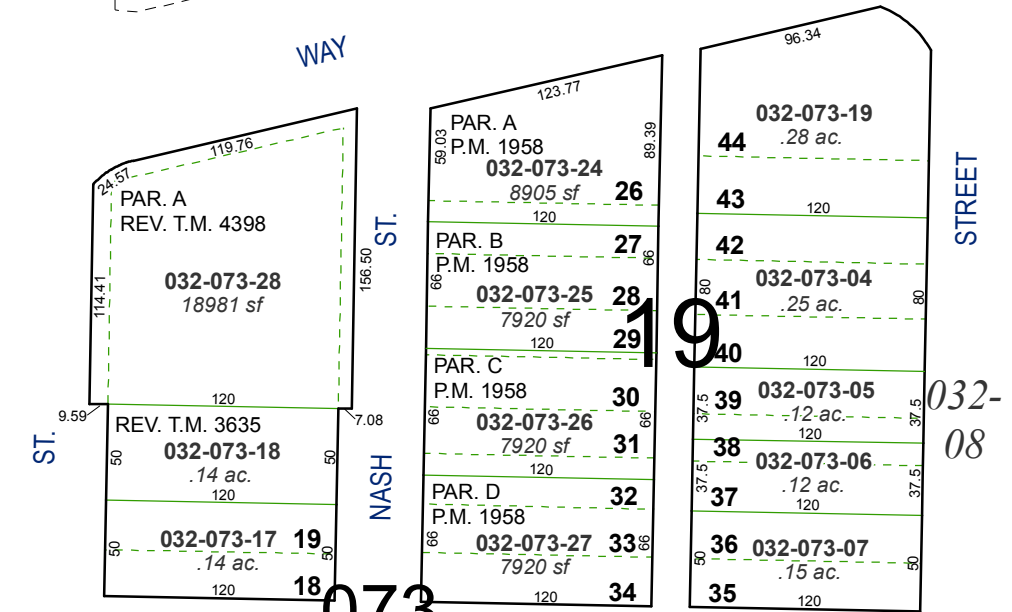 WAY
96.34
123.77
119.76
24.57
PAR. A
REV. T.M. 4398
032-073-28
18981 sf
114.41
156.50
120
9.59
7.08
REV. T.M. 3635
032-073-18
.14 ac.
50
50
120
032-073-17
19
.14 ac.
50
50
18
120
ST.
ST.
NASH
073
59.03
PAR. A
P.M. 1958
89.39
032-073-24
8905 sf
26
120
PAR. B
27
P.M. 1958
66
66
032-073-25
28
7920 sf
29
120
PAR. C
P.M. 1958
30
032-073-26
66
66
7920 sf
31
120
PAR. D
32
P.M. 1958
032-073-27
33
66
66
7920 sf
34
120
19
032-073-19
.28 ac.
44
43
120
42
80
80
032-073-04
.25 ac.
41
40
120
39
032-073-05
.12 ac.
37.5
37.5
120
38
032-073-06
.12 ac.
37.5
37.5
37
120
36
032-073-07
.15 ac.
50
50
35
120
STREET
032-
08